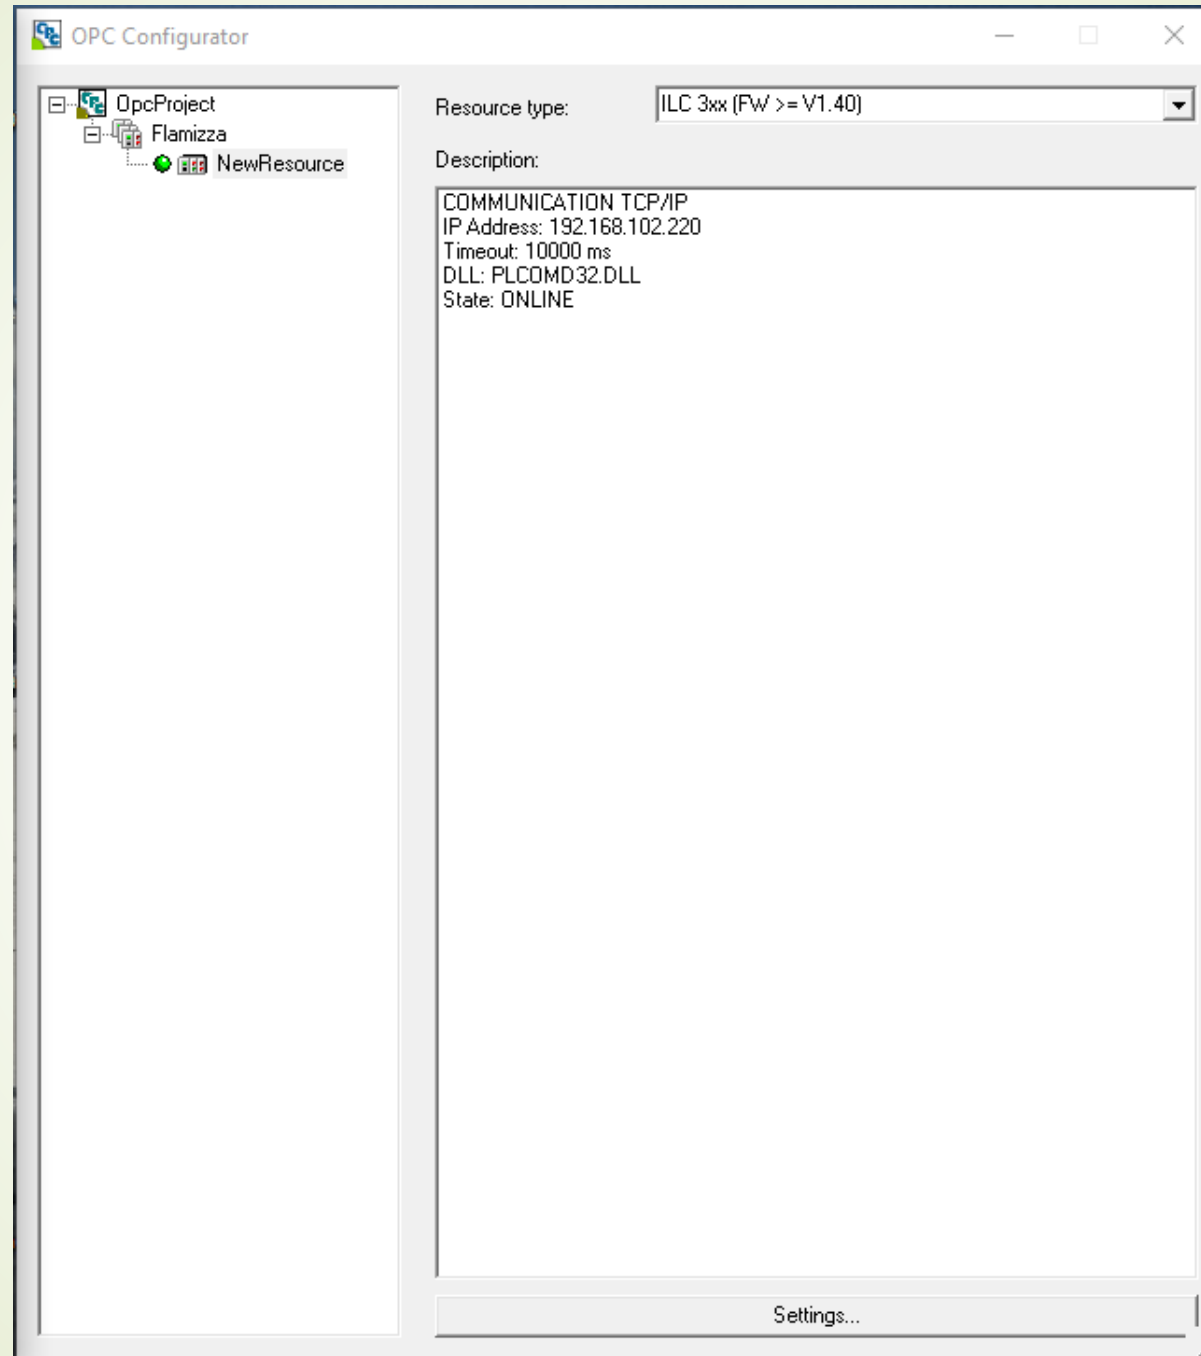 OPC Configurator
OpcProject
Flamizza
NewResource
Resource type:
ILC 3xx (FW >= V1.40)
Description:
COMMUNICATION TCP/IP
IP Address: 192.168.102.220
Timeout: 10000 ms
DLL: PLCOMD32.DLL
State: ONLINE
Settings...